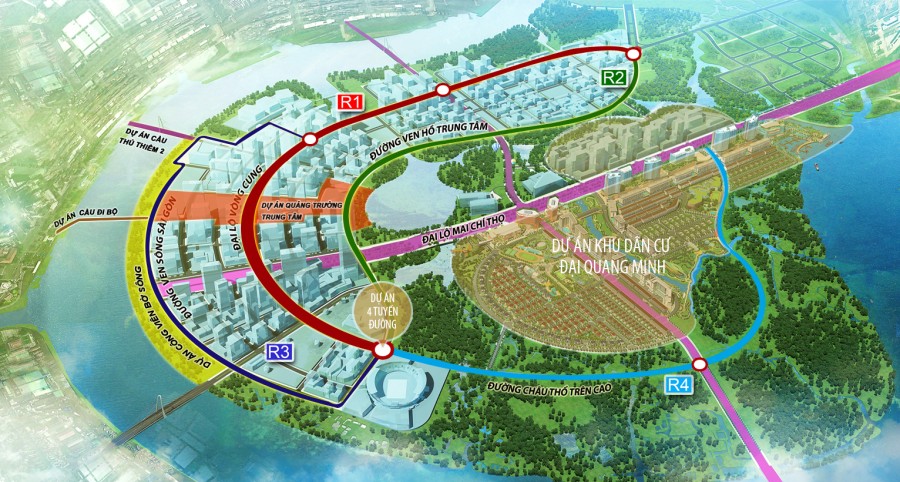 R2
R1
ĐƯỜNG VEN HỒ TRUNG TÂM
DỰ ÁN CẦU
THỦ THIÊM 2
ĐẠI LỘ VÒNG CUNG
DỰ ÁN QUẢNG TRƯỜNG
TRUNG TÂM
DỰ ÁN CẦU ĐI BỘ
ĐƯỜNG VEN SÔNG SÀI GÒN
ĐẠI LỘ MAI CHÍ THỌ
DỰ ÁN KHU DÂN CƯ
ĐẠI QUANG MINH
DỰ ÁN CÔNG VIÊN BỜ SÔNG
DỰ ÁN
4 TUYẾN
ĐƯỜNG
R3
ĐƯỜNG CHÂU THỔ TRÊN CAO
R4